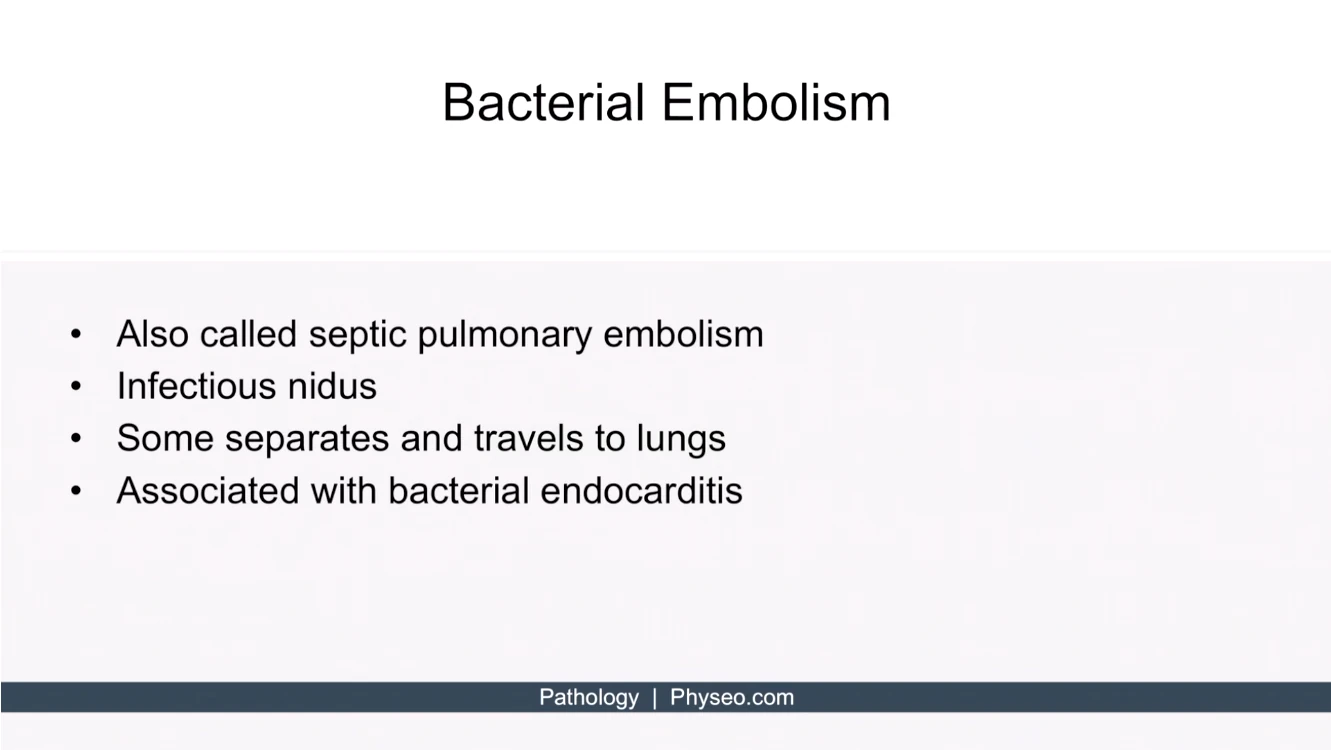 Bacterial Embolism
• Also called septic pulmonary embolism
• Infectious nidus
• Some separates and travels to lungs
• Associated with bacterial endocarditis
Pathology | Physeo.com